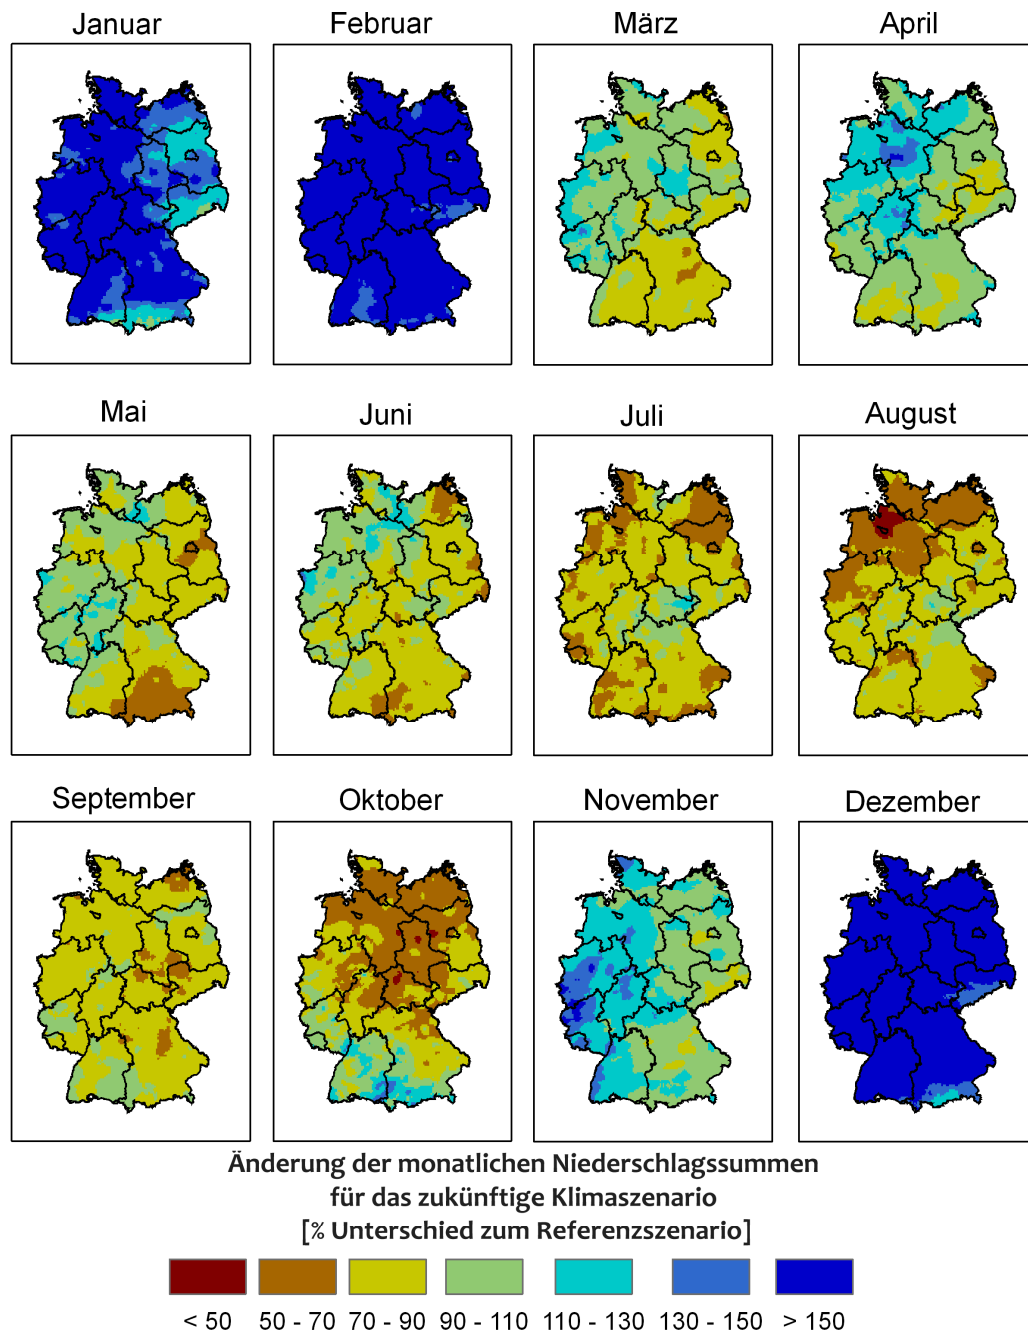 Januar Februar März April
Mai Juni Juli August
September Oktober November Dezember
Änderung der monatlichen Niederschlagssummen
für das zukünftige Klimaszenario
[% Unterschied zum Referenzszenario]
< 50 50 - 70 70 - 90 90 - 110 110 - 130 130 - 150 > 150